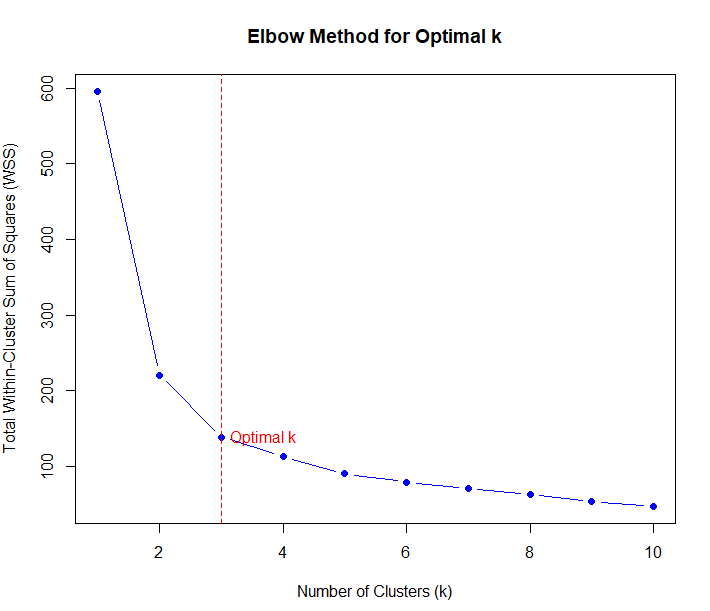 Elbow Method for Optimal k
Total Within-Cluster Sum of Squares (WSS)
600
500
400
300
200
100
Optimal k
2 4 6 8 10
Number of Clusters (k)